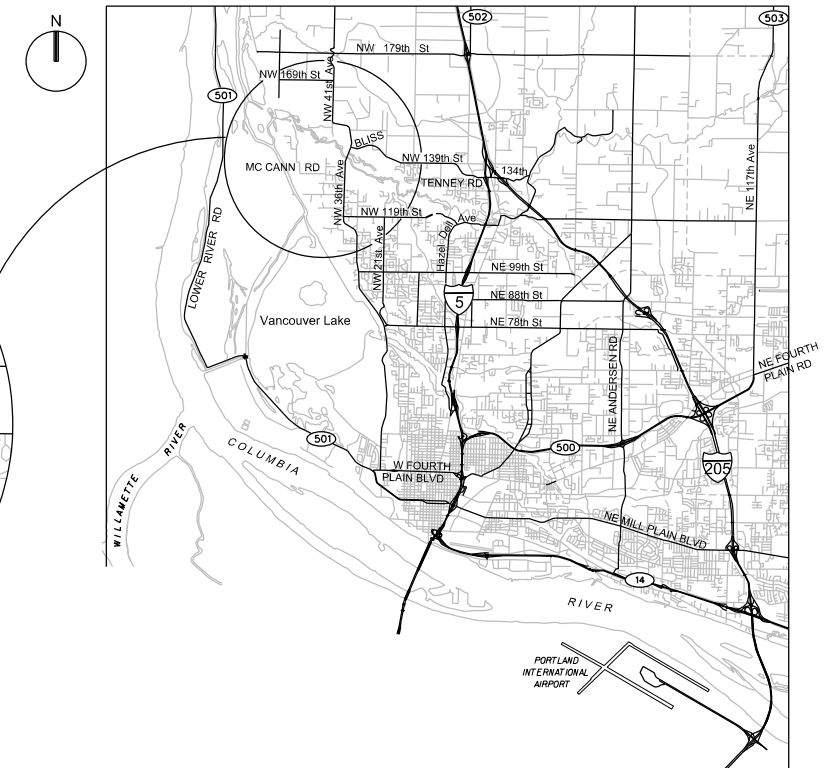 N
502
503
NW 179th St
NW 169th St
NW 41st Ave
501
BLISS
NW 139th St
134th
MC CANN RD
TENNEY RD
NE 117th Ave
NW 36th Ave
NW 119th St
Hazel Dell Ave
NW 21st Ave
LOWER RIVER RD
NE 99th St
5
NE 88th St
NE 78th St
Vancouver Lake
NE ANDERSEN RD
NE FOURTH
PLAIN RD
501
500
COLUMBIA
WILLAMETTE RIVER
W FOURTH
PLAIN BLVD
205
NE MILL PLAIN BLVD
14
RIVER
PORTLAND
INTERNATIONAL
AIRPORT